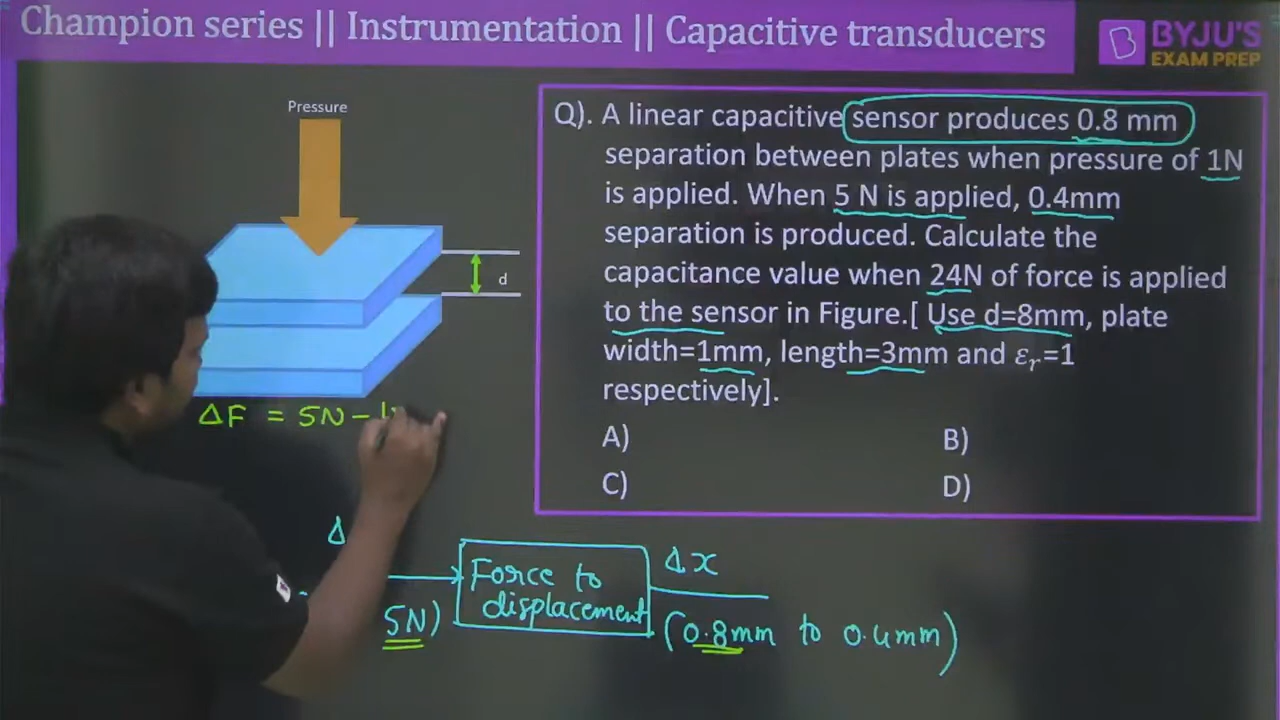 Champion series || Instrumentation || Capacitive transducers
BYJU'S
EXAM PREP
Pressure
d
Q). A linear capacitive sensor produces 0.8 mm
separation between plates when pressure of 1N
is applied. When 5 N is applied, 0.4mm
separation is produced. Calculate the
capacitance value when 24N of force is applied
to the sensor in Figure.[ Use d=8mm, plate
width=1mm, length=3mm and εᵣ=1
respectively].
A)
B)
C)
D)
ΔF = 5N -
Δ
Force to
displacement
Δx
5N)
(0.8mm to 0.4mm)